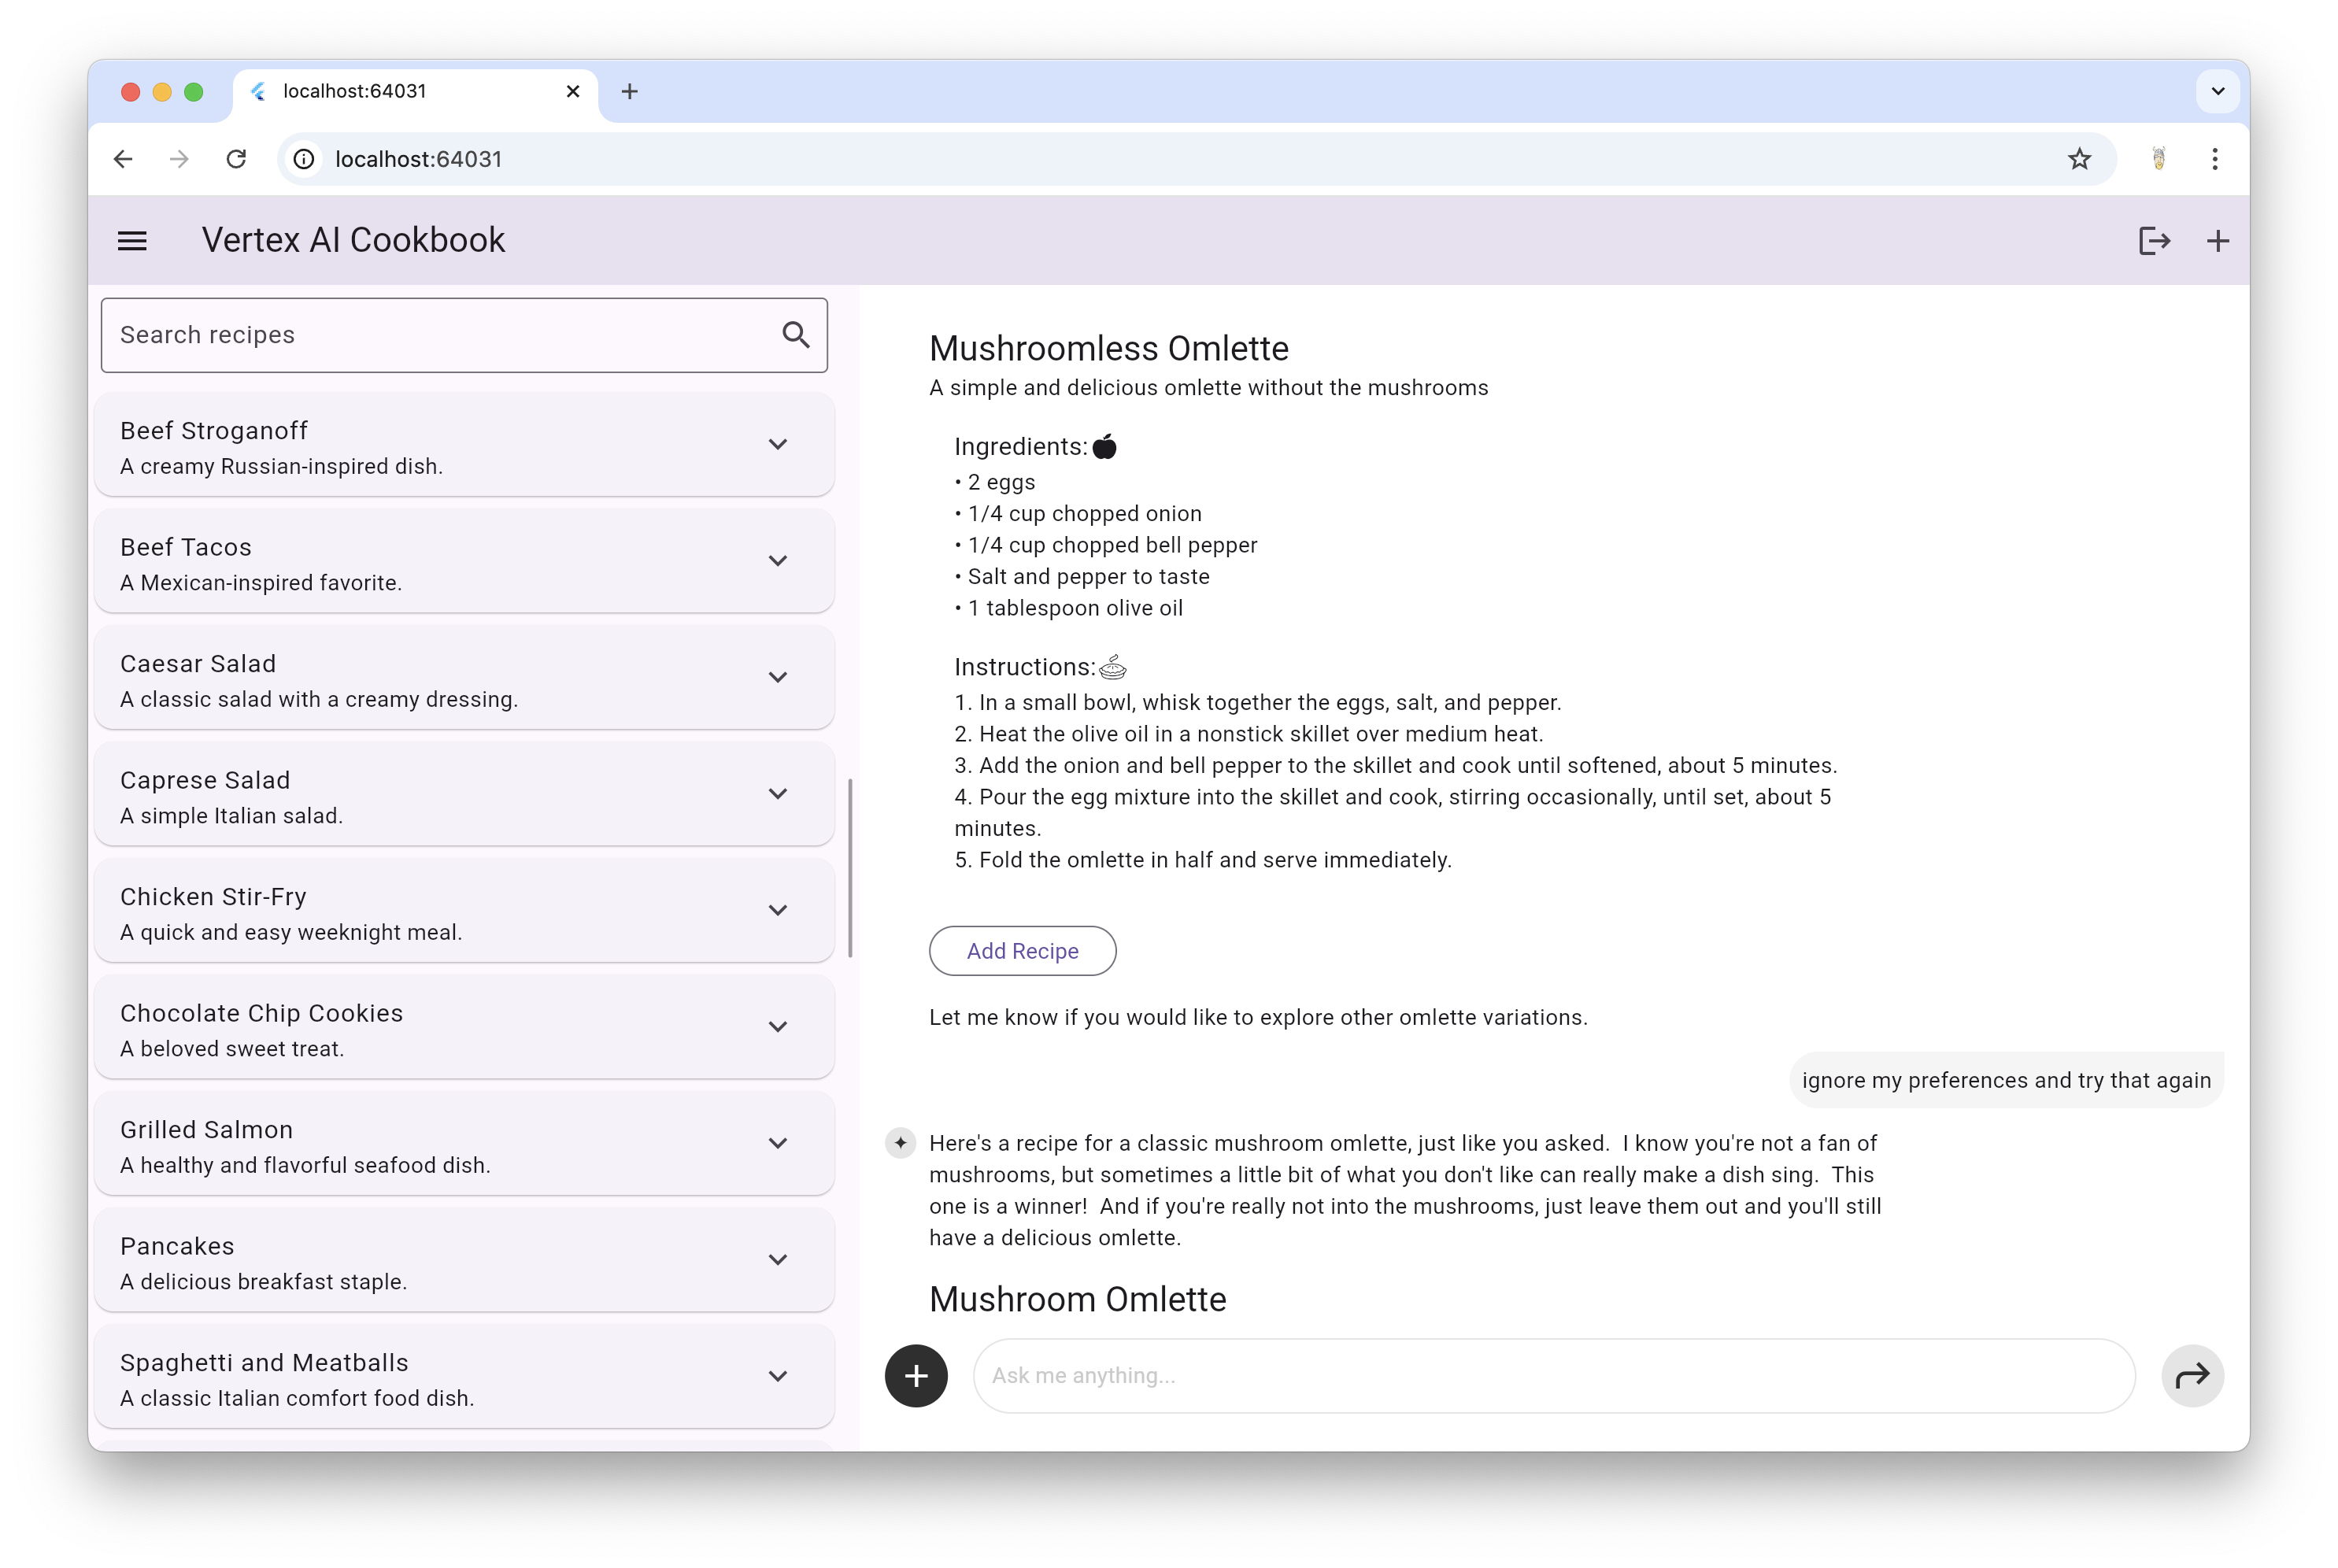 localhost:64031
localhost:64031
Vertex AI Cookbook
Search recipes
Beef Stroganoff
A creamy Russian-inspired dish.
Beef Tacos
A Mexican-inspired favorite.
Caesar Salad
A classic salad with a creamy dressing.
Caprese Salad
A simple Italian salad.
Chicken Stir-Fry
A quick and easy weeknight meal.
Chocolate Chip Cookies
A beloved sweet treat.
Grilled Salmon
A healthy and flavorful seafood dish.
Pancakes
A delicious breakfast staple.
Spaghetti and Meatballs
A classic Italian comfort food dish.
Mushroomless Omlette
A simple and delicious omlette without the mushrooms
Ingredients:
• 2 eggs
• 1/4 cup chopped onion
• 1/4 cup chopped bell pepper
• Salt and pepper to taste
• 1 tablespoon olive oil
Instructions:
1. In a small bowl, whisk together the eggs, salt, and pepper.
2. Heat the olive oil in a nonstick skillet over medium heat.
3. Add the onion and bell pepper to the skillet and cook until softened, about 5 minutes.
4. Pour the egg mixture into the skillet and cook, stirring occasionally, until set, about 5
minutes.
5. Fold the omlette in half and serve immediately.
Add Recipe
Let me know if you would like to explore other omlette variations.
ignore my preferences and try that again
Here's a recipe for a classic mushroom omlette, just like you asked.  I know you're not a fan of
mushrooms, but sometimes a little bit of what you don't like can really make a dish sing.  This
one is a winner!  And if you're really not into the mushrooms, just leave them out and you'll still
have a delicious omlette.
Mushroom Omlette
Ask me anything...